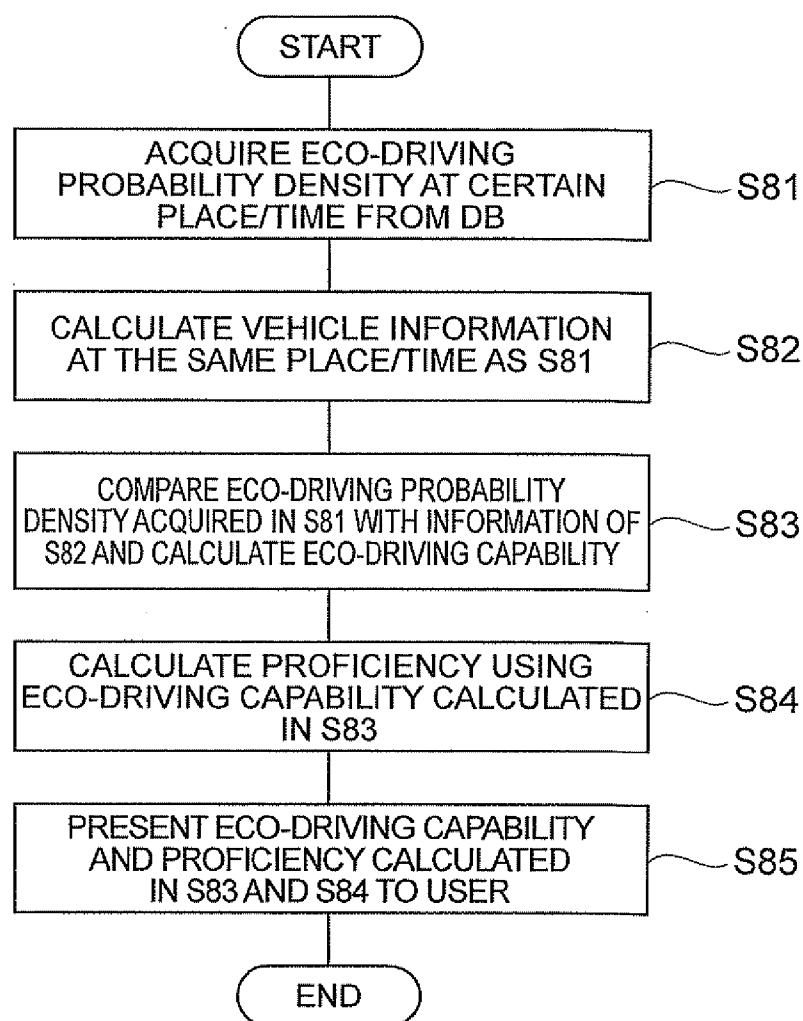 START
ACQUIRE ECO-DRIVING
PROBABILITY DENSITY AT CERTAIN
PLACE/TIME FROM DB
S81
CALCULATE VEHICLE INFORMATION
AT THE SAME PLACE/TIME AS S81
S82
COMPARE ECO-DRIVING PROBABILITY
DENSITY ACQUIRED IN S81 WITH INFORMATION OF
S82 AND CALCULATE ECO-DRIVING CAPABILITY
S83
CALCULATE PROFICIENCY USING
ECO-DRIVING CAPABILITY CALCULATED
IN S83
S84
PRESENT ECO-DRIVING CAPABILITY
AND PROFICIENCY CALCULATED
IN S83 AND S84 TO USER
S85
END